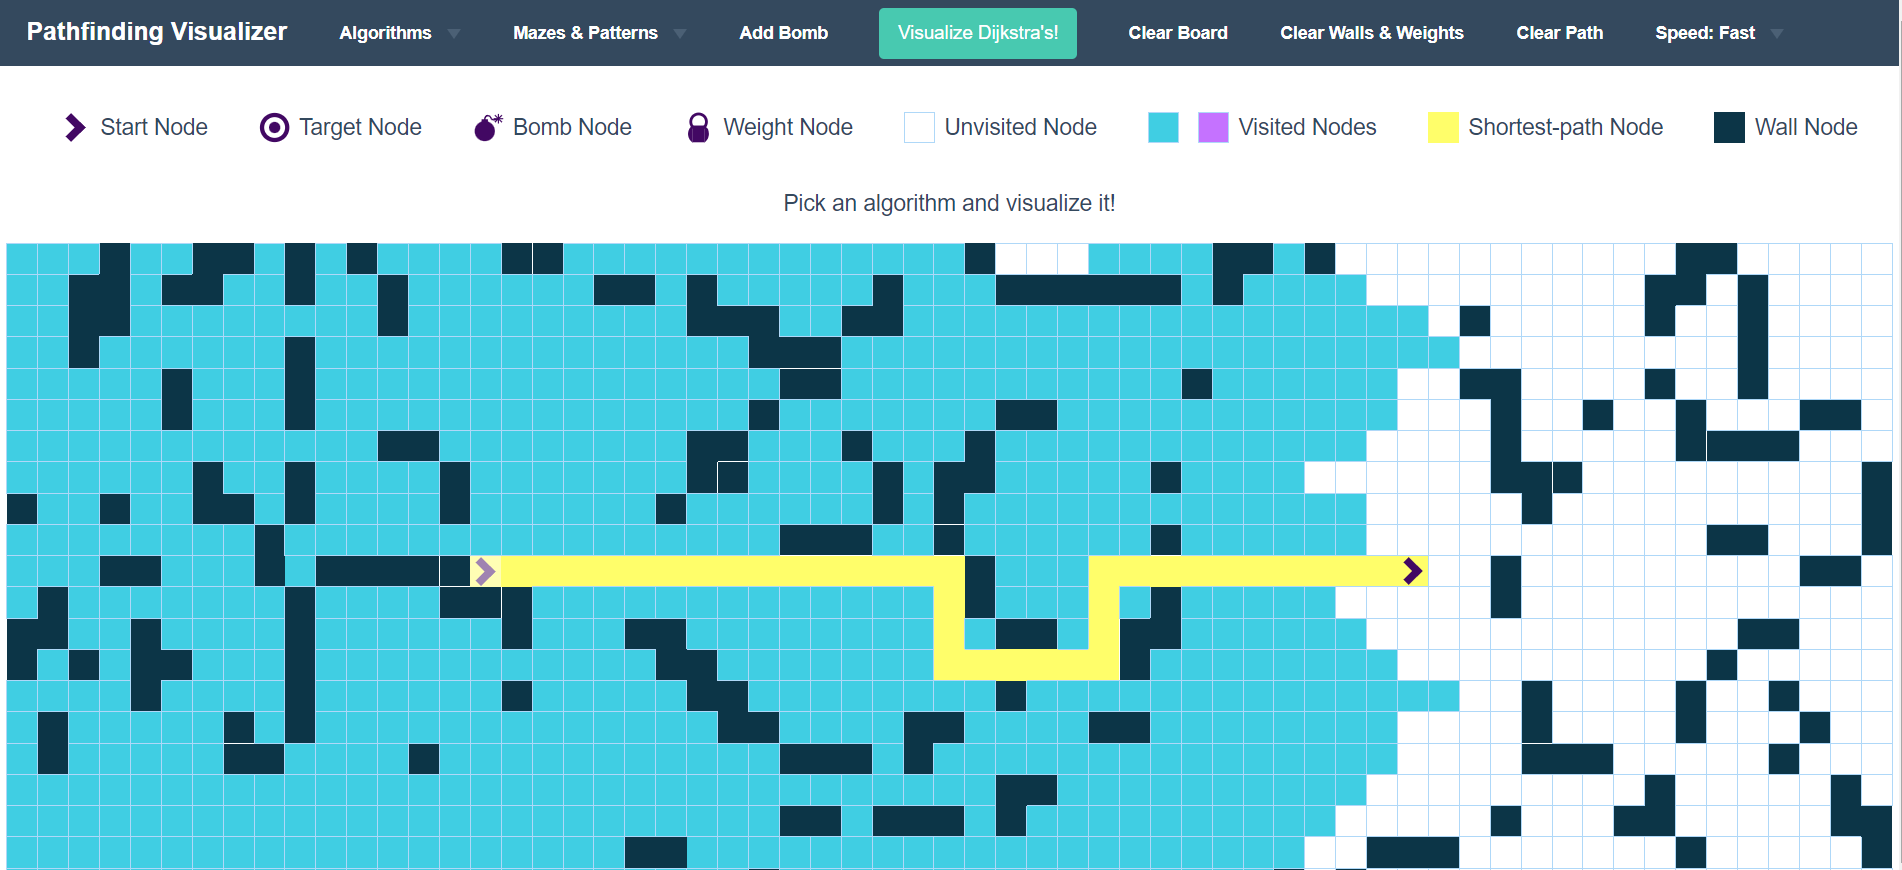 Pathfinding Visualizer Algorithms Mazes & Patterns Add Bomb Visualize Dijkstra's! Clear Board Clear Walls & Weights Clear Path Speed: Fast
Start Node Target Node Bomb Node Weight Node Unvisited Node Visited Nodes Shortest-path Node Wall Node
Pick an algorithm and visualize it!